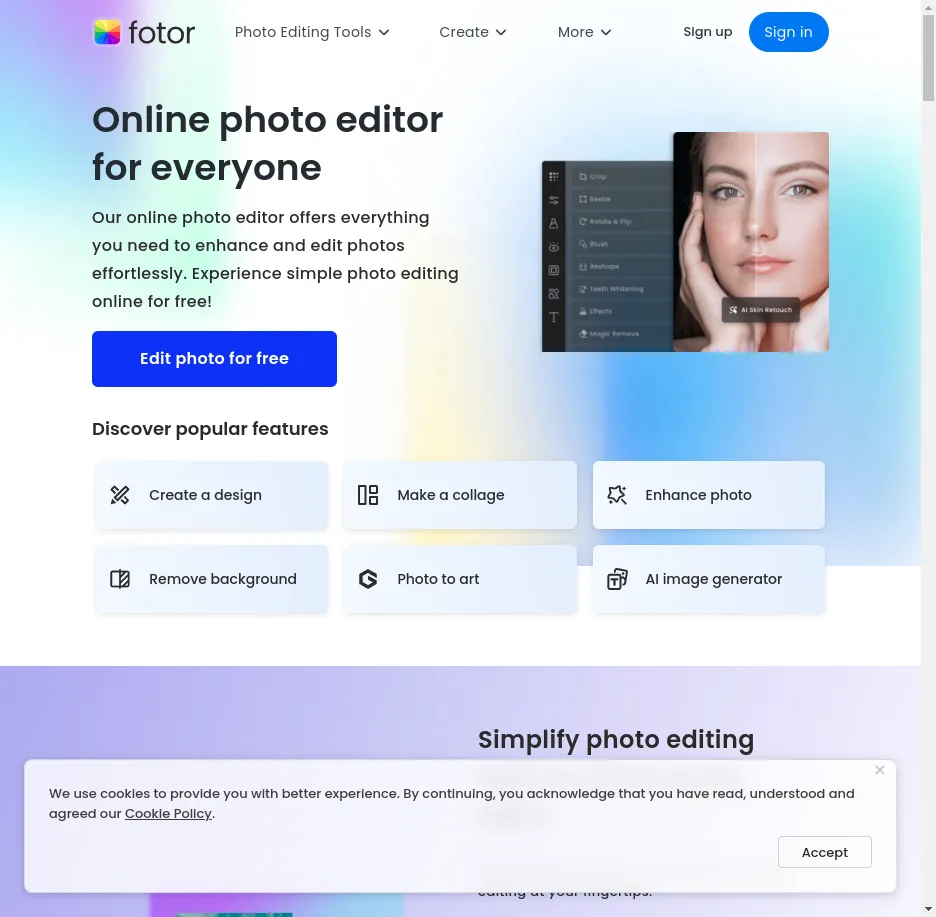 fotor
Photo Editing Tools
Create
More
Sign up
Sign in
Online photo editor
for everyone
Our online photo editor offers everything
you need to enhance and edit photos
effortlessly. Experience simple photo editing
online for free!
Edit photo for free
Crop
Resize
Rotate & Flip
Blush
Reshape
Teeth Whitening
Effects
Magic Remove
AI Skin Retouch
Discover popular features
Create a design
Make a collage
Enhance photo
Remove background
Photo to art
AI image generator
Simplify photo editing
We use cookies to provide you with better experience. By continuing, you acknowledge that you have read, understood and
agreed our Cookie Policy.
Accept
editing at your fingertips.